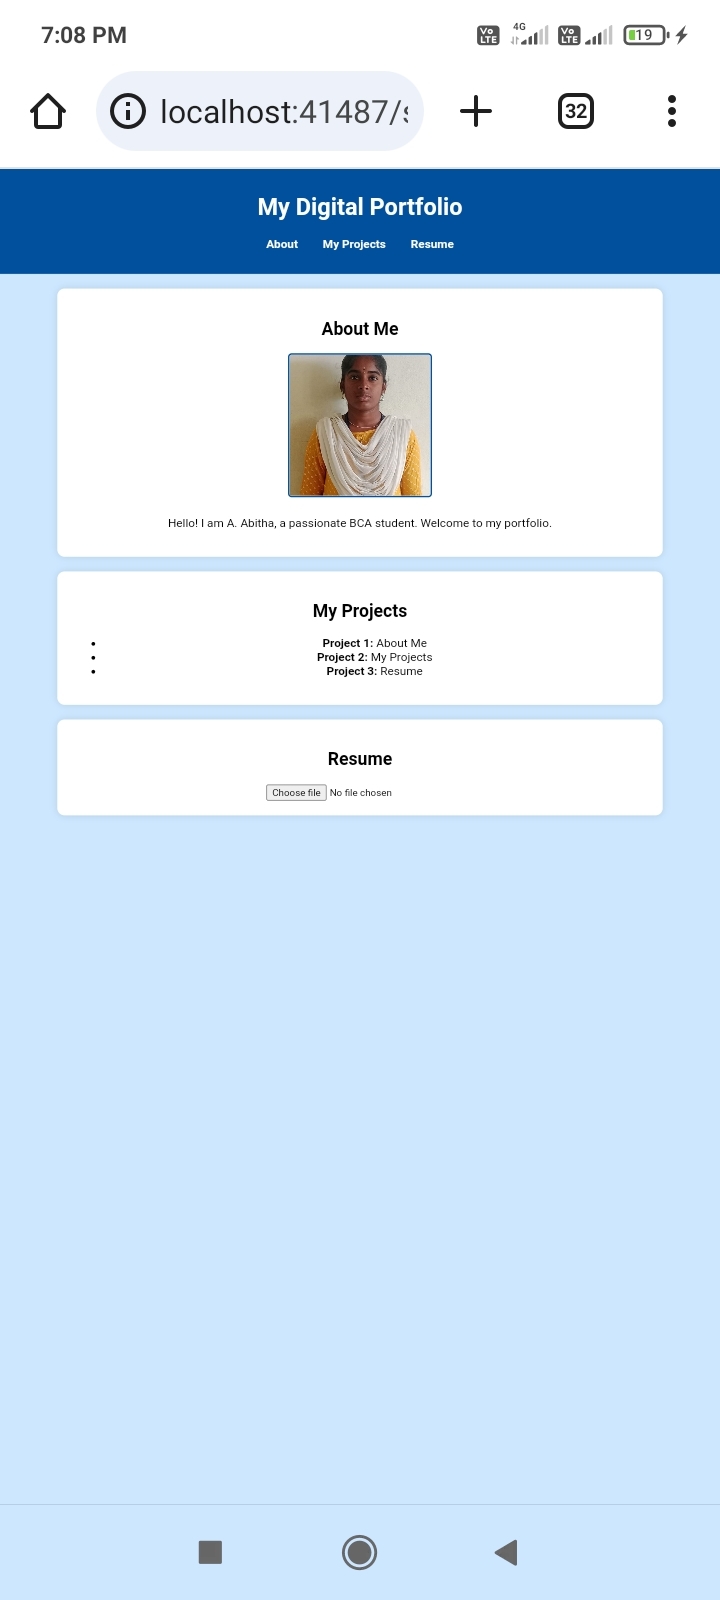 7:08 PM
Vo LTE 4G Vo LTE 19
localhost:41487/
32
My Digital Portfolio
About My Projects Resume
About Me
Hello! I am A. Abitha, a passionate BCA student. Welcome to my portfolio.
My Projects
• Project 1: About Me
• Project 2: My Projects
• Project 3: Resume
Resume
Choose file No file chosen